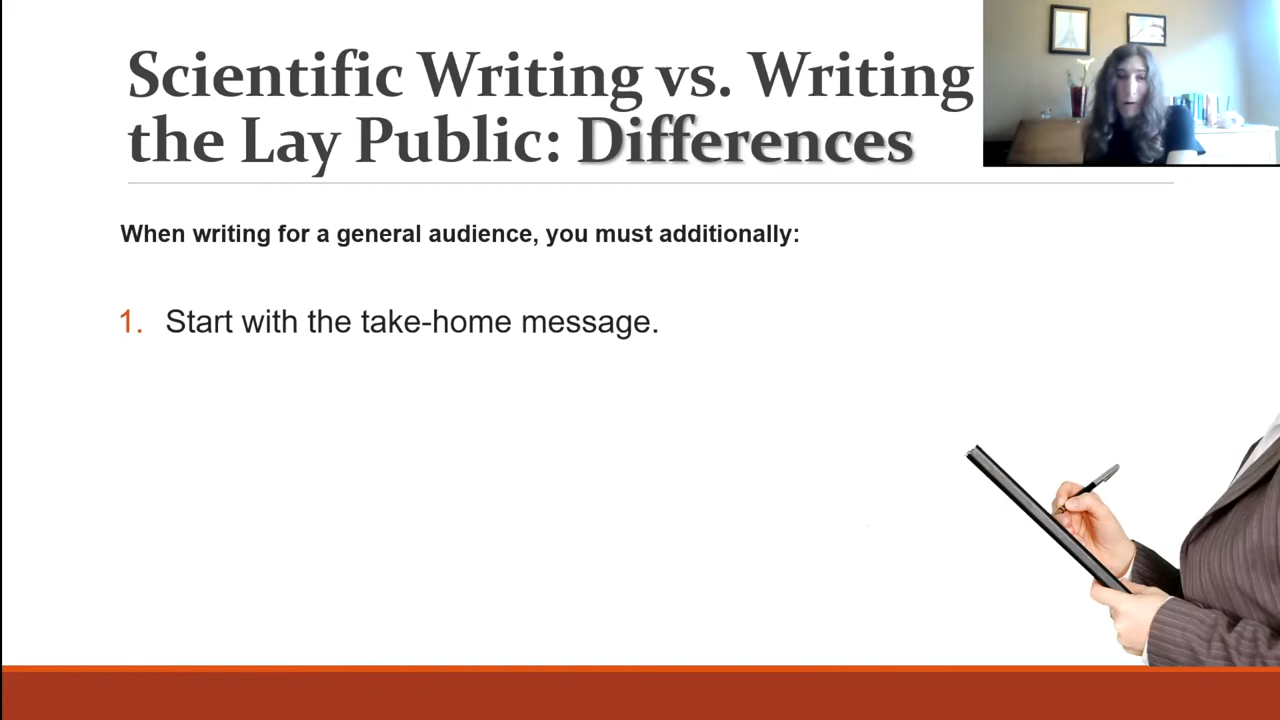 Scientific Writing vs. Writing
the Lay Public: Differences
When writing for a general audience, you must additionally:
1. Start with the take-home message.